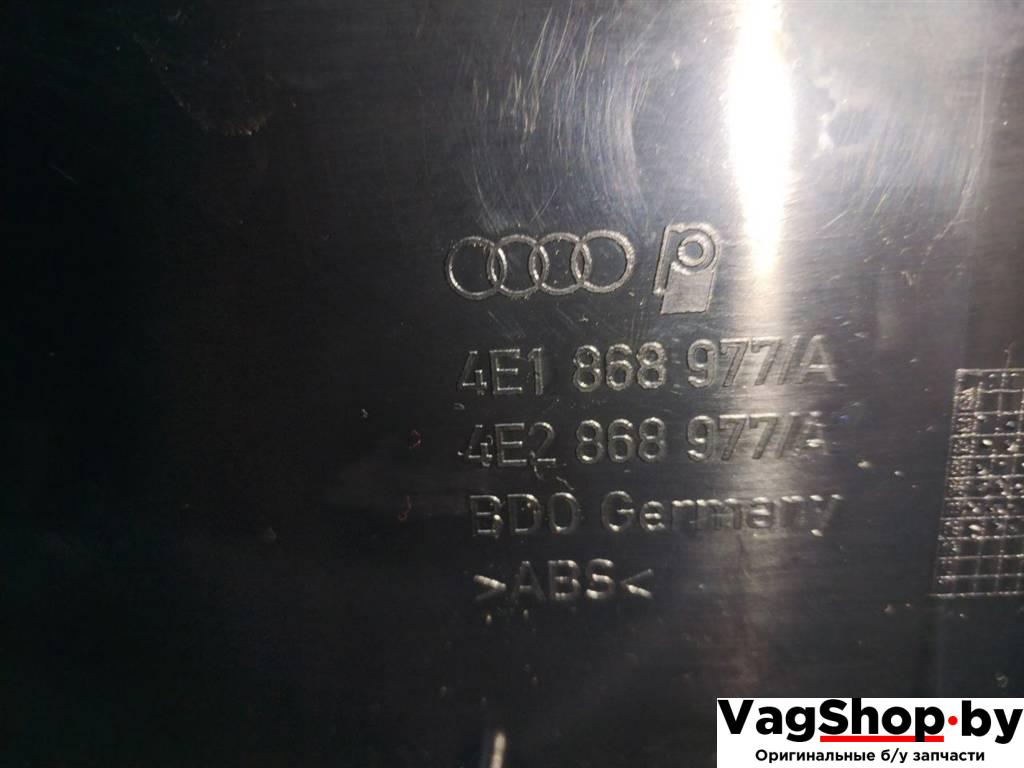 4E1 868 977/A
4E2 868 977/A
BDO Germany
>ABS<
VagShop.by
Оригинальные б/у запчасти